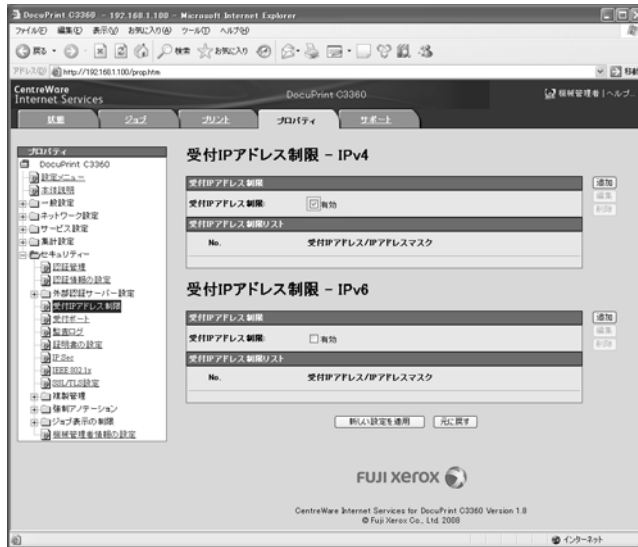 DocuPrint C3360 - 192.168.1.100 - Microsoft Internet Explorer
ファイル(F) 編集(E) 表示(V) お気に入り(A) ツール(T) ヘルプ(H)
戻る 検索 お気に入り
アドレス(D) http://192.168.1.100/prop.htm 移動
CentreWare
Internet Services
DocuPrint C3360
機械管理者 | ヘルプ
状態 ジョブ プリント プロパティ サポート
プロパティ
DocuPrint C3360
設定メニュー
本体説明
一般設定
ネットワーク設定
サービス設定
集計設定
セキュリティー
認証管理
認証情報の設定
外部認証サーバー設定
受付IPアドレス制限
受付ポート
監査ログ
証明書の設定
IP Sec
IEEE 802.1x
SSL/TLS設定
複製管理
強制アノテーション
ジョブ表示の制限
機械管理者情報の設定
受付IPアドレス制限 - IPv4
受付IPアドレス制限
追加
受付IPアドレス制限: 有効
編集
削除
受付IPアドレス制限リスト
No. 受付IPアドレス/IPアドレスマスク
受付IPアドレス制限 - IPv6
受付IPアドレス制限
追加
受付IPアドレス制限: 有効
編集
削除
受付IPアドレス制限リスト
No. 受付IPアドレス/IPアドレスマスク
新しい設定を適用 元に戻す
FUJI XEROX
CentreWare Internet Services for DocuPrint C3360 Version 1.8
© Fuji Xerox Co., Ltd. 2008
インターネット